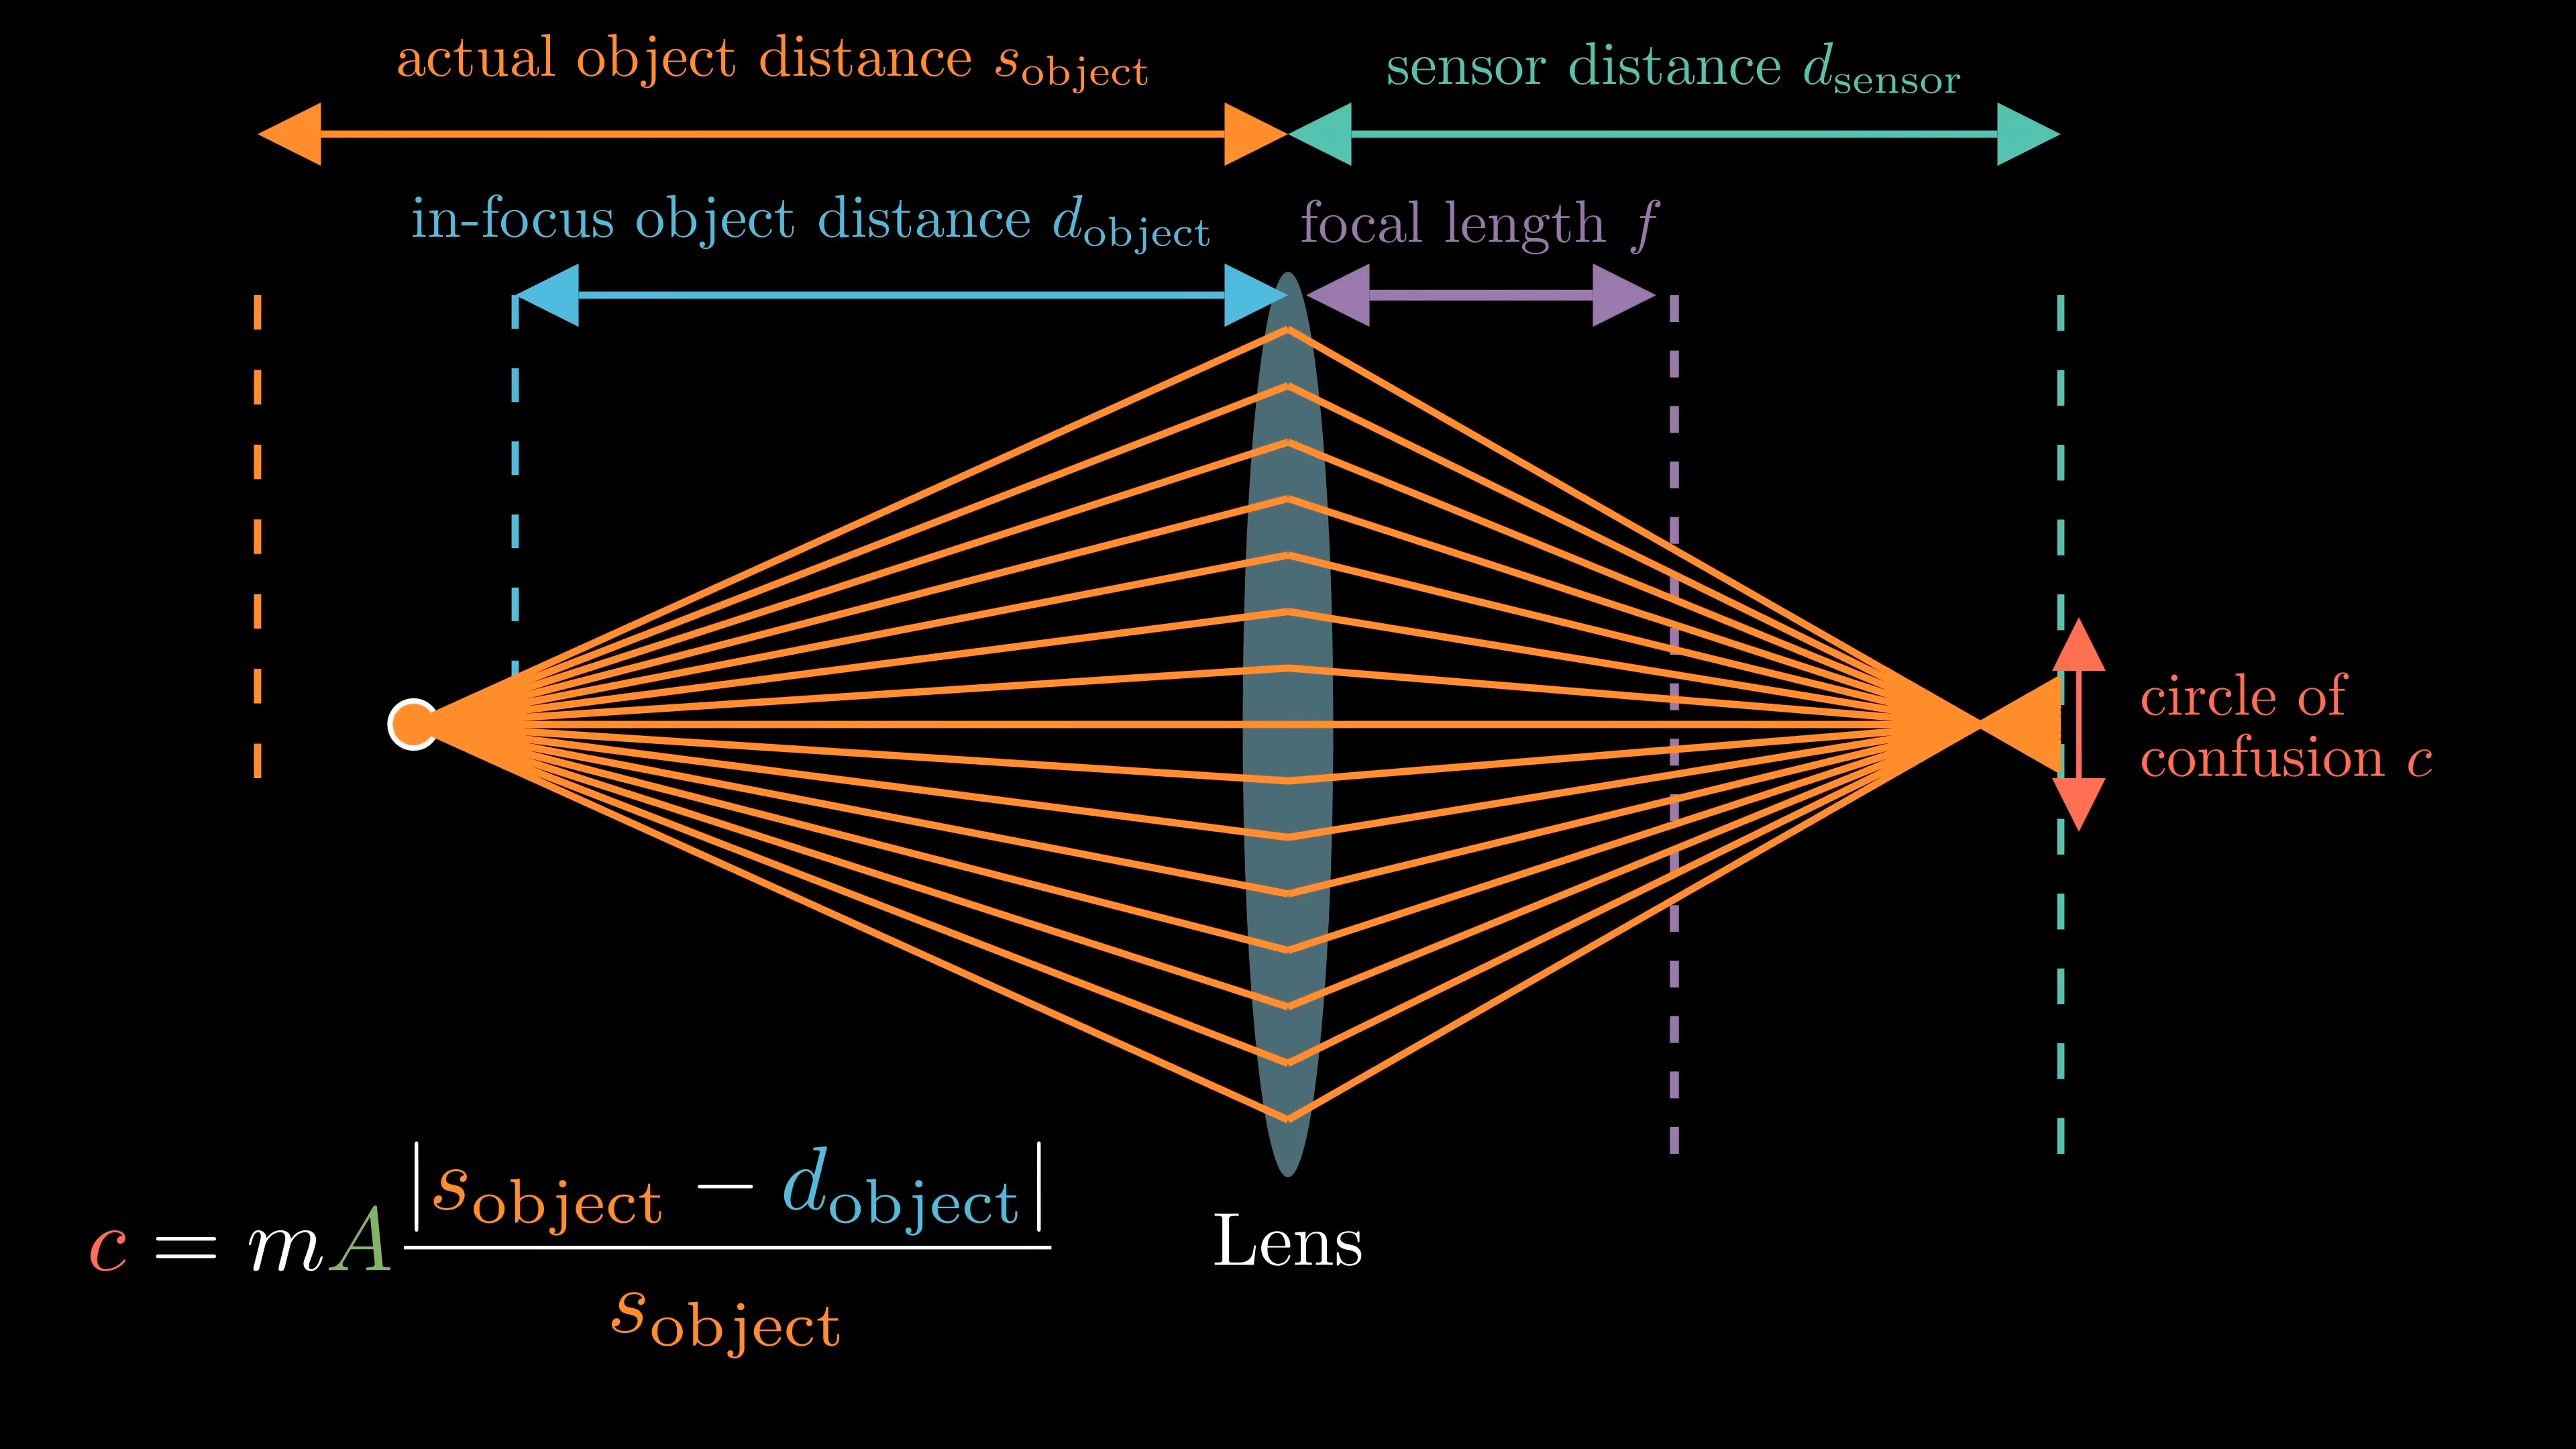 actual object distance s_object
sensor distance d_sensor
in-focus object distance d_object
focal length f
circle of
confusion c
c = mA |s_object − d_object| / s_object
Lens